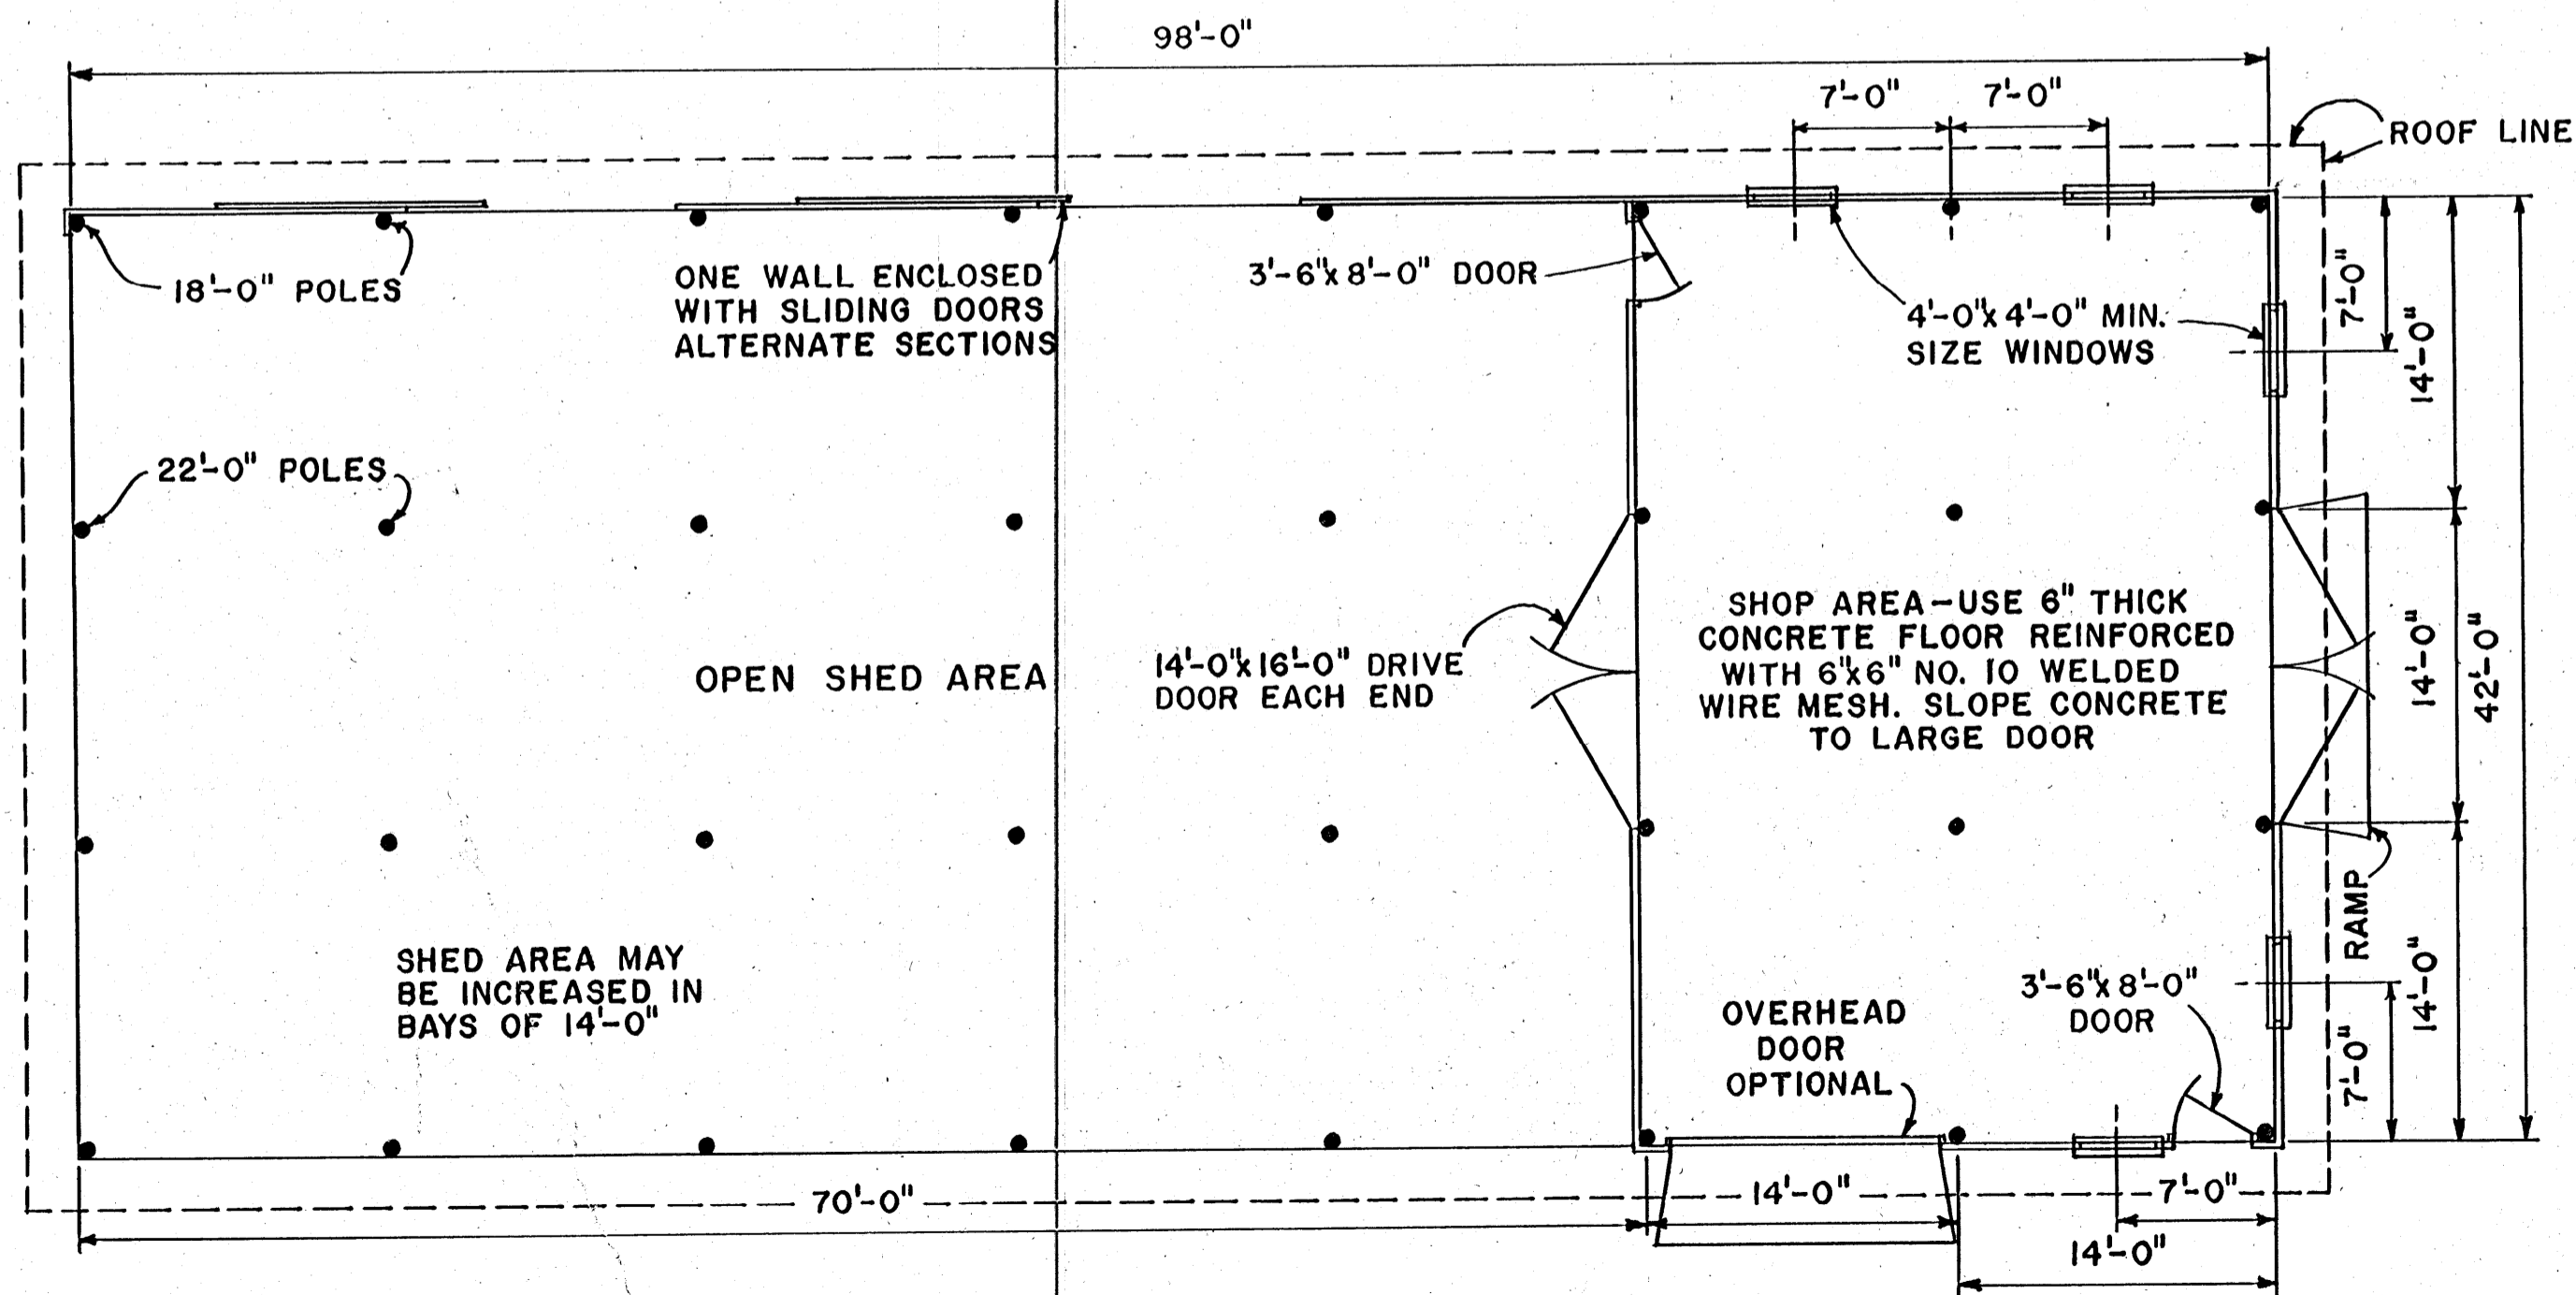 98'-0"
7'-0" 7'-0"
ROOF LINE
18'-0" POLES
ONE WALL ENCLOSED
WITH SLIDING DOORS
ALTERNATE SECTIONS
3'-6"x 8'-0" DOOR
4'-0"x 4'-0" MIN.
SIZE WINDOWS
7'-0"
14'-0"
22'-0" POLES
OPEN SHED AREA
14'-0"x 16'-0" DRIVE
DOOR EACH END
SHOP AREA-USE 6" THICK
CONCRETE FLOOR REINFORCED
WITH 6"x6" NO. 10 WELDED
WIRE MESH. SLOPE CONCRETE
TO LARGE DOOR
14'-0"
42'-0"
SHED AREA MAY
BE INCREASED IN
BAYS OF 14'-0"
OVERHEAD
DOOR
OPTIONAL
3'-6"x 8'-0"
DOOR
RAMP
7'-0"
14'-0"
70'-0"
14'-0"
7'-0"
14'-0"